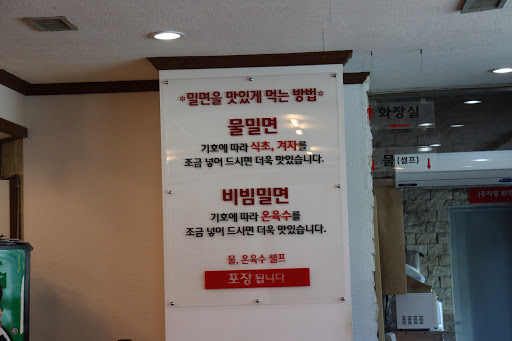 *밀면을 맛있게 먹는 방법*
물밀면
기호에 따라 식초, 겨자를
조금 넣어 드시면 더욱 맛있습니다.
비빔밀면
기호에 따라 온육수를
조금 넣어 드시면 더욱 맛있습니다.
물, 온육수 셀프
포장됩니다
화장실
물(셀프)